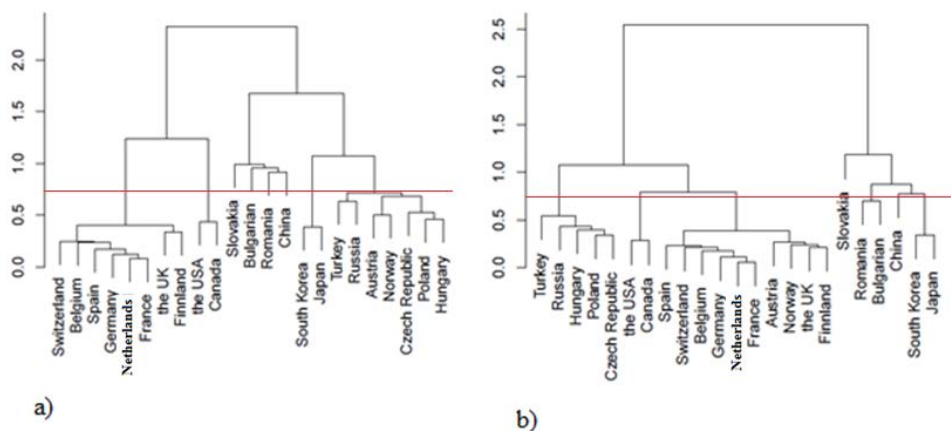 0.0 0.5 1.0 1.5 2.0
Switzerland
Belgium
Spain
Germany
Netherlands
France
the UK
Finnland
the USA
Canada
Slovakia
Bulgarian
Romania
China
South Korea
Japan
Turkey
Russia
Austria
Norway
Czech Republic
Poland
Hungary
a)
0.0 0.5 1.0 1.5 2.0 2.5
Turkey
Russia
Hungary
Poland
Czech Republic
the USA
Canada
Spain
Switzerland
Belgium
Germany
Netherlands
France
Austria
Norway
the UK
Finnland
Slovakia
Romania
Bulgarian
China
South Korea
Japan
b)